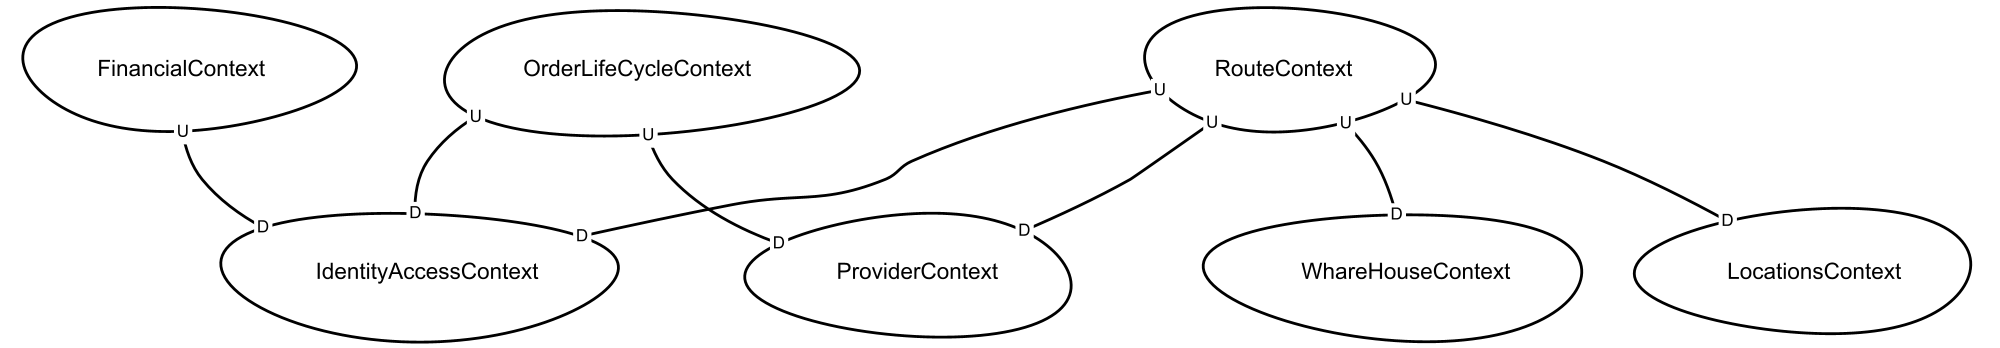 FinancialContext
OrderLifeCycleContext
RouteContext
U
U
U
U
U
U
U
D
D
D
D
D
D
D
IdentityAccessContext
ProviderContext
WhareHouseContext
LocationsContext